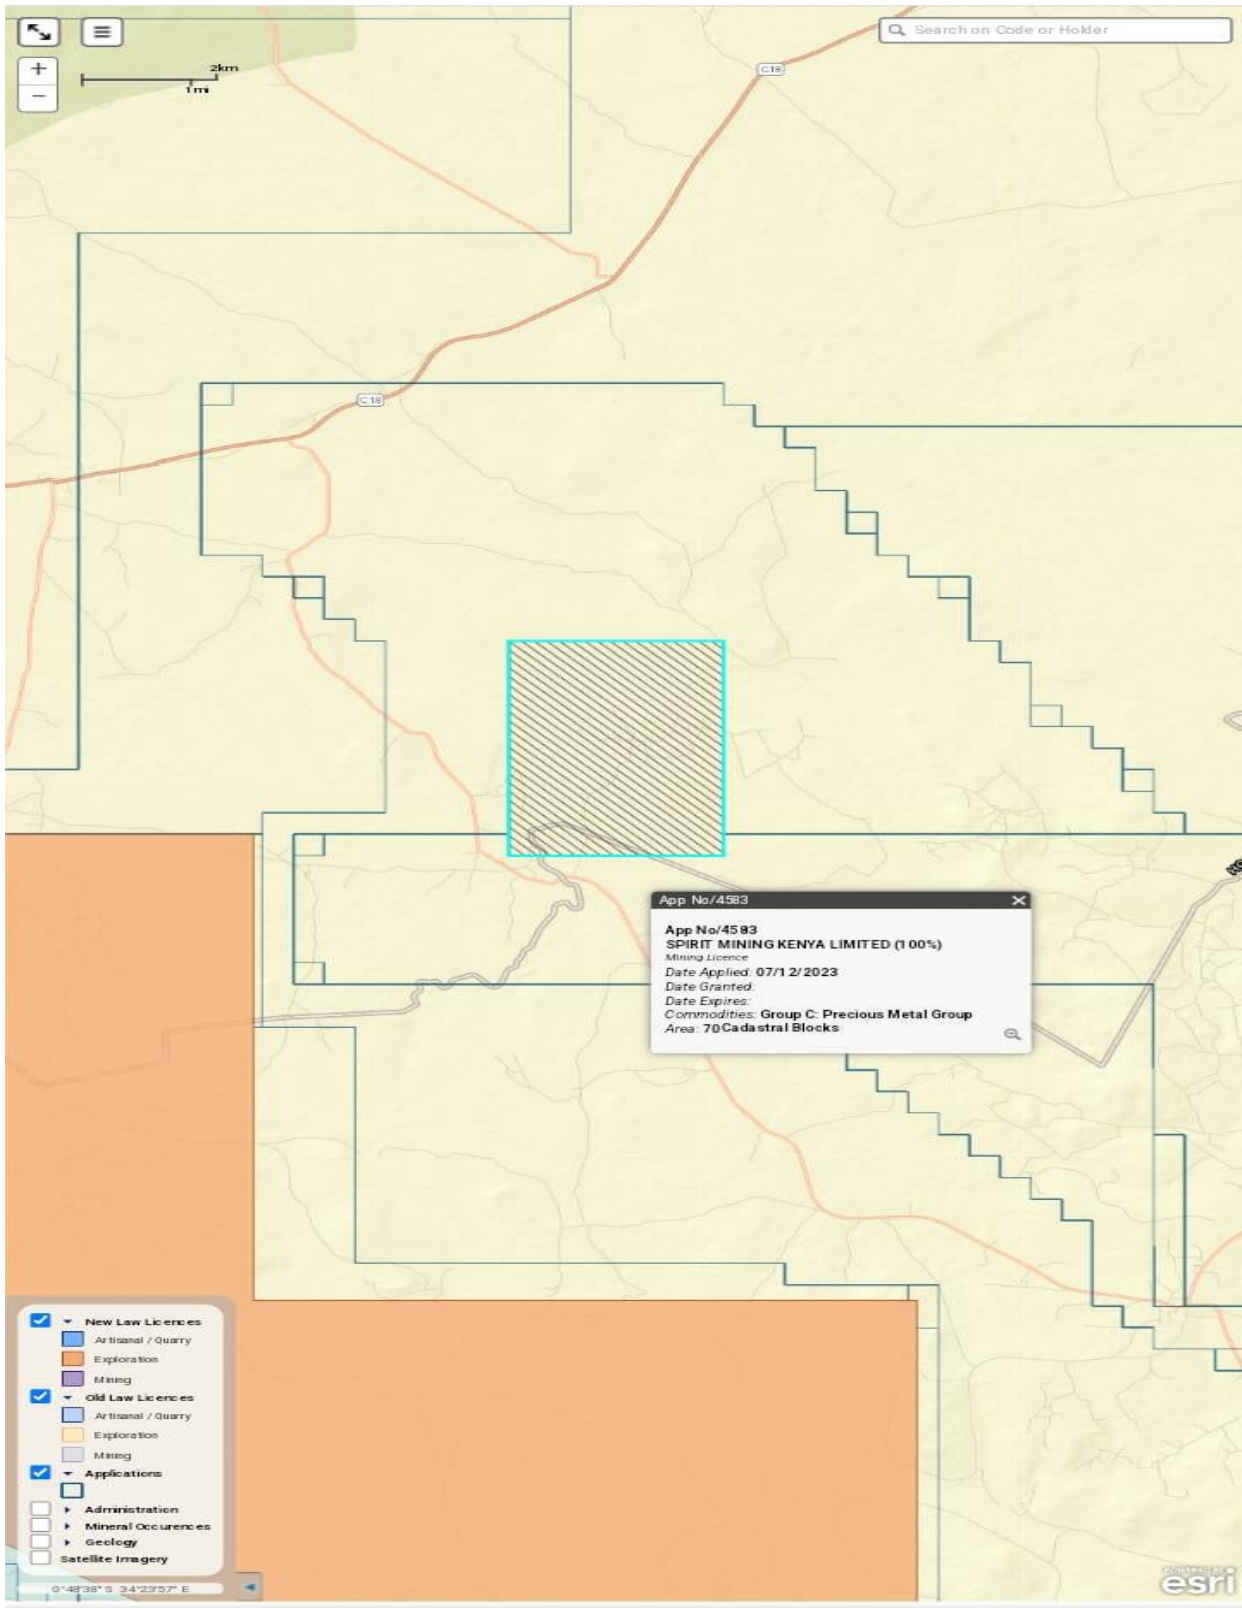 Search on Code or Holder
+
−
2km
1mi
C18
C18
App No/4583
App No/4583
SPIRIT MINING KENYA LIMITED (100%)
Mining Licence
Date Applied: 07/12/2023
Date Granted:
Date Expires:
Commodities: Group C: Precious Metal Group
Area: 70Cadastral Blocks
New Law Licences
Artisanal / Quarry
Exploration
Mining
Old Law Licences
Artisanal / Quarry
Exploration
Mining
Applications
Administration
Mineral Occurences
Geology
Satellite Imagery
0°48'38" S 34°23'57" E
esri